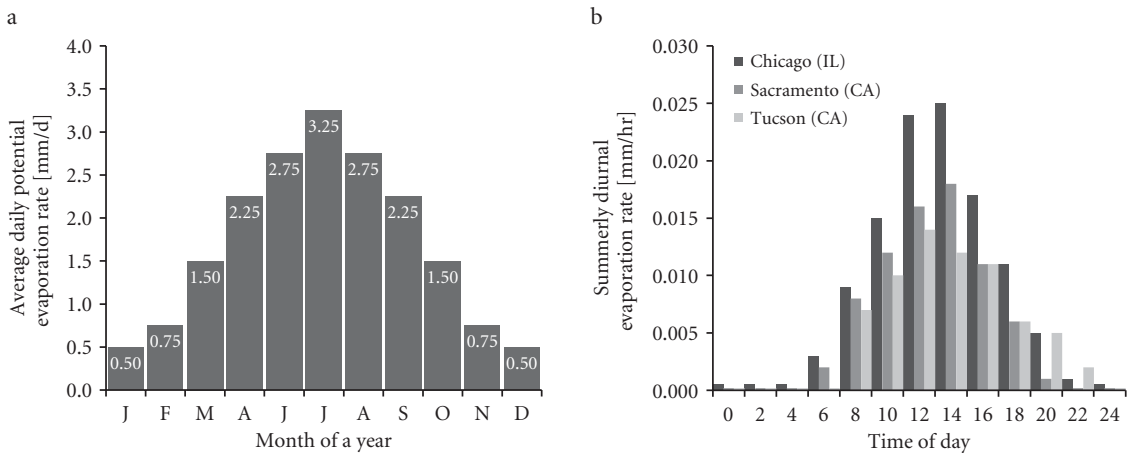 a
Average daily potential
evaporation rate [mm/d]
4.0
3.5
3.0
2.5
2.0
1.5
1.0
0.5
0.0
0.50
0.75
1.50
2.25
2.75
3.25
2.75
2.25
1.50
0.75
0.50
J F M A J J A S O N D
Month of a year
b
Summerly diurnal
evaporation rate [mm/hr]
0.030
0.025
0.020
0.015
0.010
0.005
0.000
Chicago (IL)
Sacramento (CA)
Tucson (CA)
0 2 4 6 8 10 12 14 16 18 20 22 24
Time of day